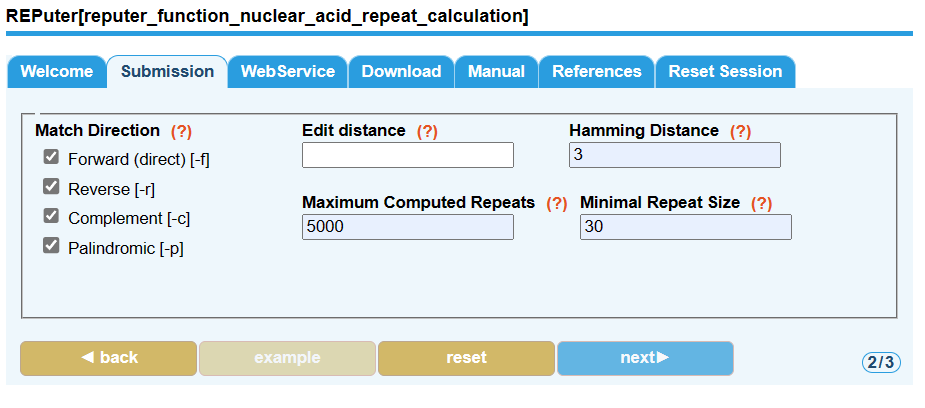 REPuter[reputer_function_nuclear_acid_repeat_calculation]
Welcome Submission WebService Download Manual References Reset Session
Match Direction (?)
Forward (direct) [-f]
Reverse [-r]
Complement [-c]
Palindromic [-p]
Edit distance (?)
Hamming Distance (?)
3
Maximum Computed Repeats (?)
5000
Minimal Repeat Size (?)
30
◀ back example reset next▶
2/3